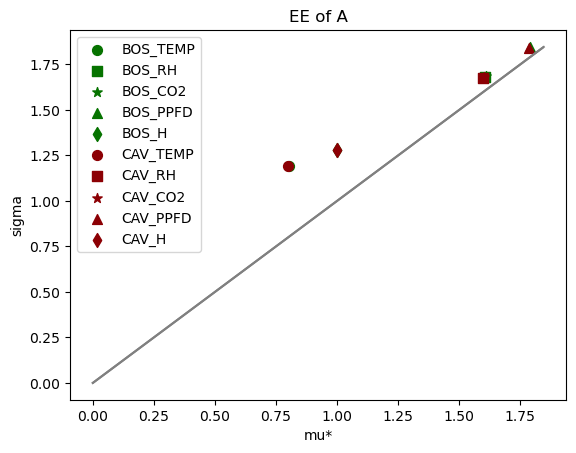 EE of A
BOS_TEMP
BOS_RH
BOS_CO2
BOS_PPFD
BOS_H
CAV_TEMP
CAV_RH
CAV_CO2
CAV_PPFD
CAV_H
sigma
1.75
1.50
1.25
1.00
0.75
0.50
0.25
0.00
0.00 0.25 0.50 0.75 1.00 1.25 1.50 1.75
mu*